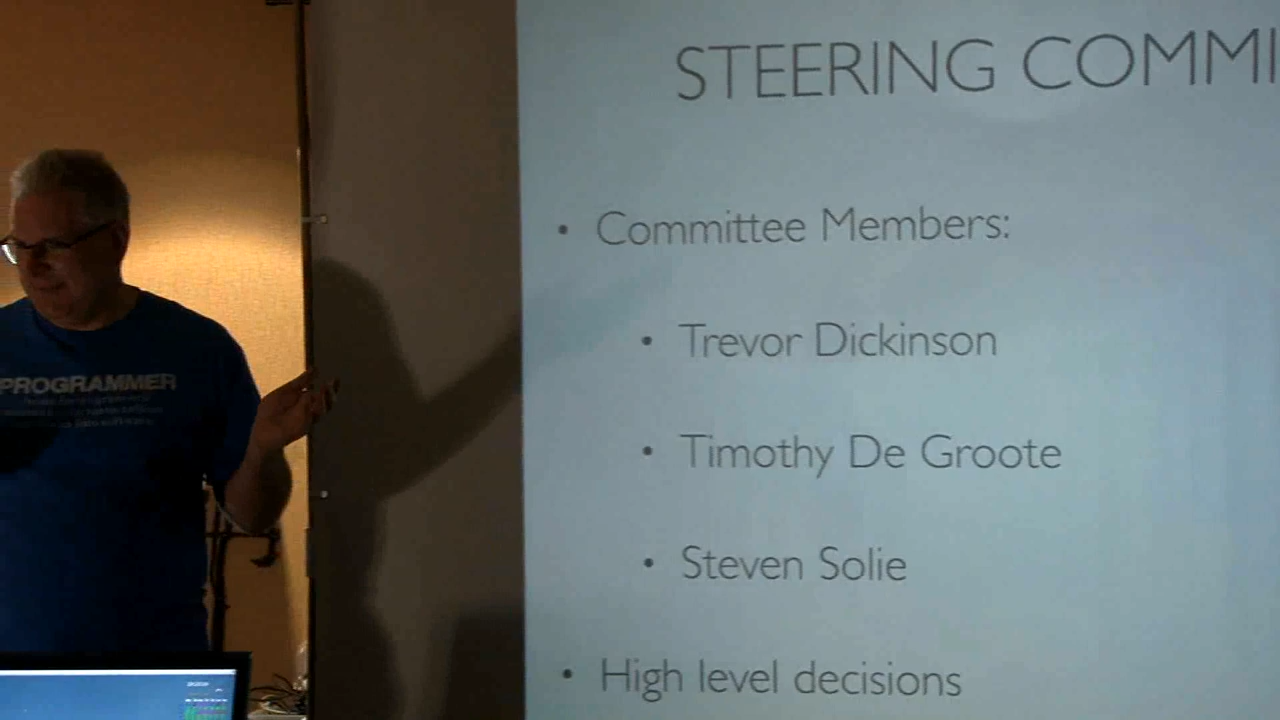 STEERING COMMI
• Committee Members:
• Trevor Dickinson
• Timothy De Groote
• Steven Solie
• High level decisions
PROGRAMMER